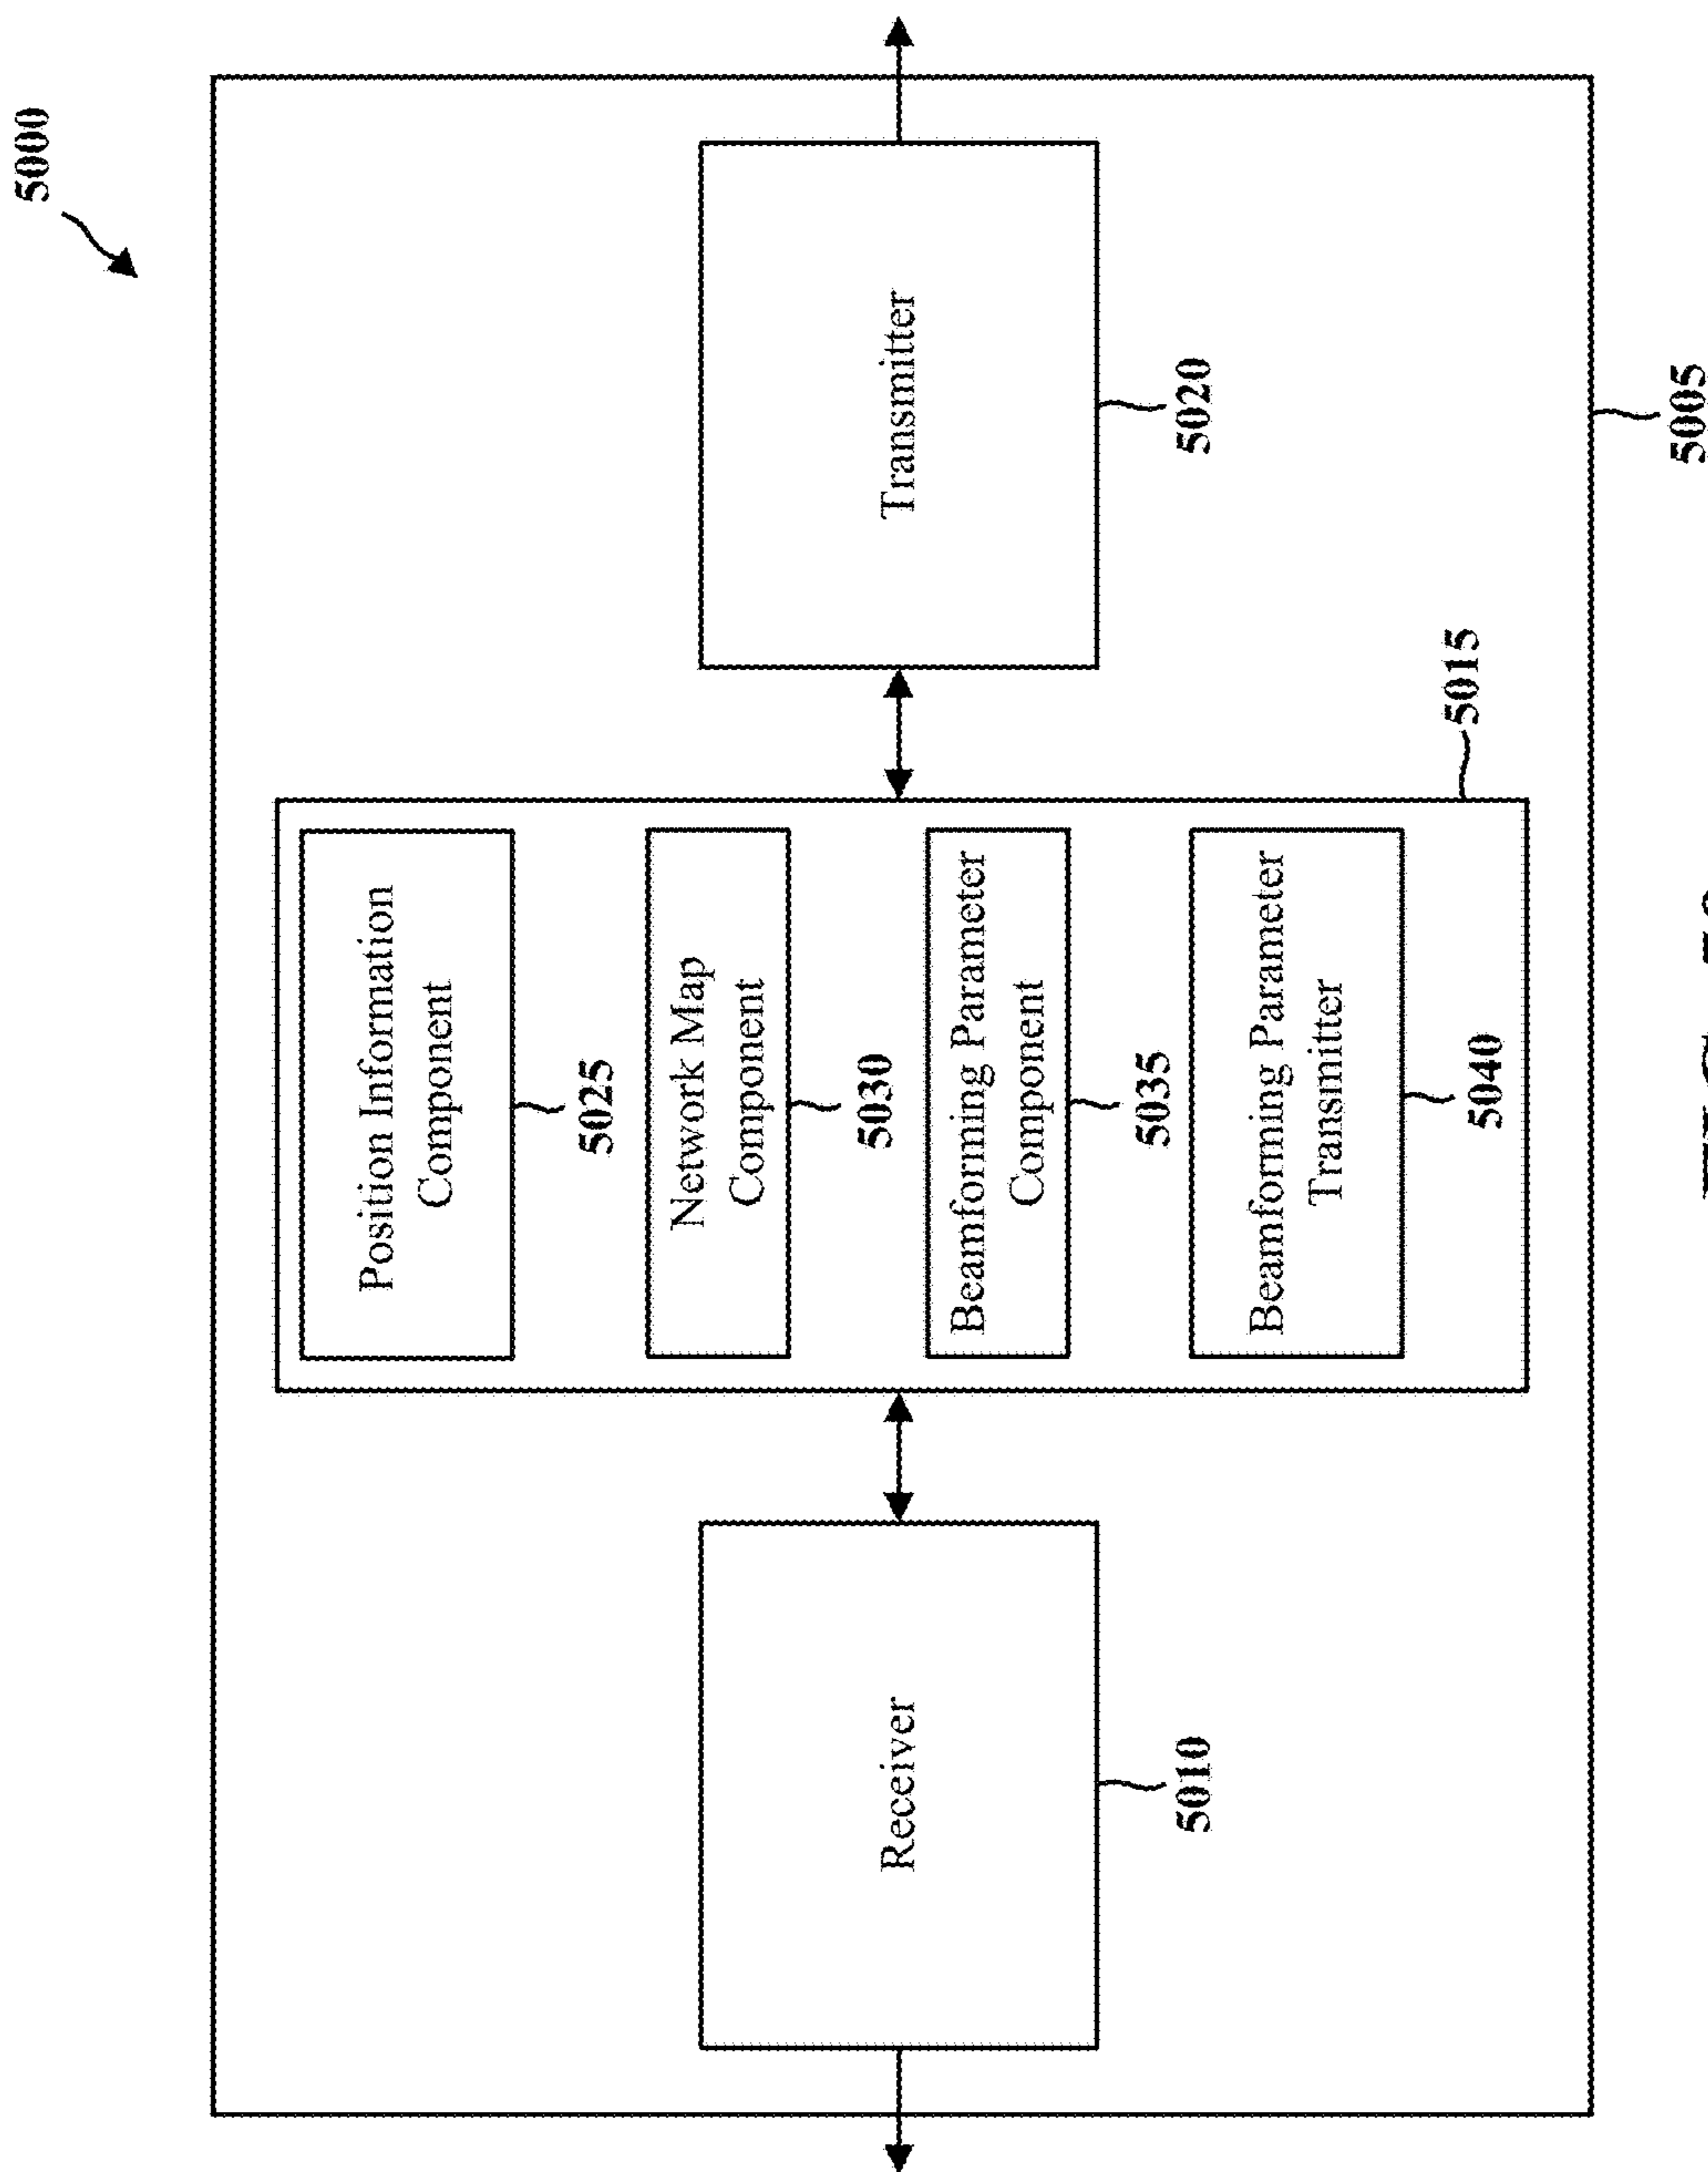 5000
Receiver
5010
Position Information
Component
5025
Network Map
Component
5030
Beamforming Parameter
Component
5035
Beamforming Parameter
Transmitter
5040
5015
Transmitter
5020
5005